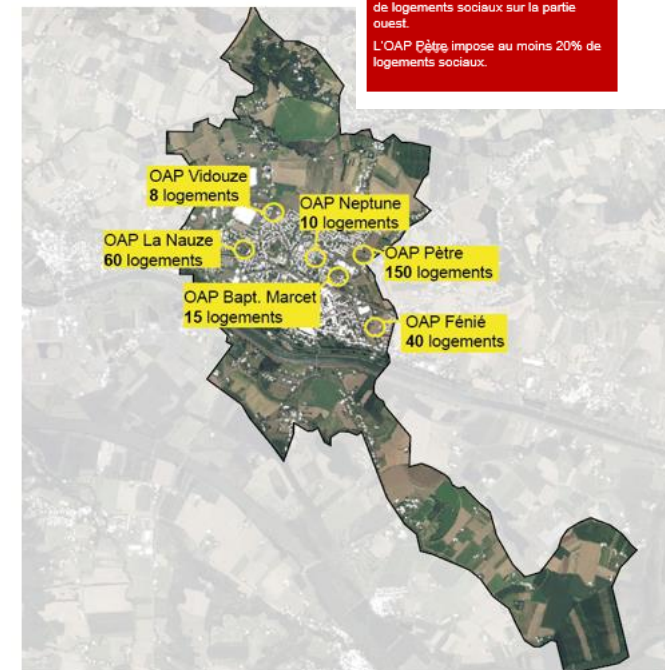 de logements sociaux sur la partie
ouest.
L'OAP Pètre impose au moins 20% de
logements sociaux.
OAP Vidouze
8 logements
OAP Neptune
10 logements
OAP La Nauze
60 logements
OAP Pètre
150 logements
OAP Bapt. Marcet
15 logements
OAP Fénié
40 logements